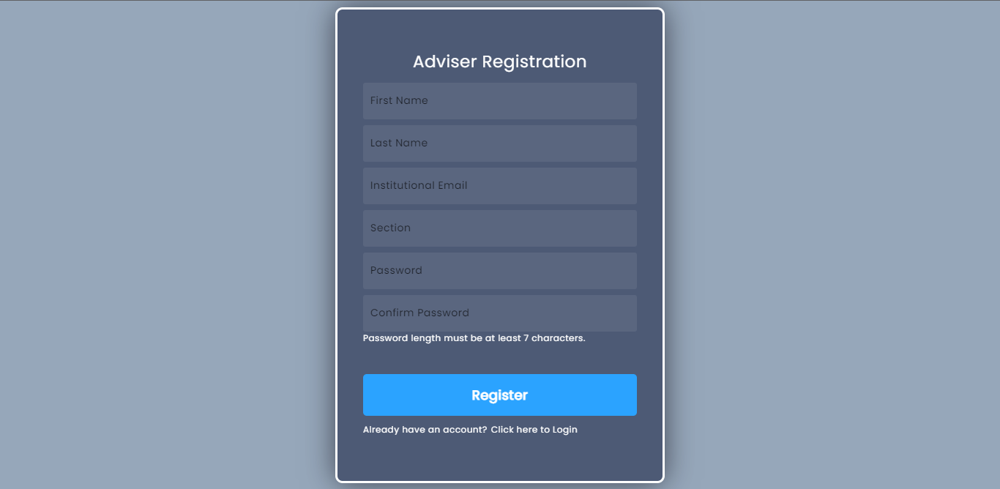 Adviser Registration
First Name
Last Name
Institutional Email
Section
Password
Confirm Password
Password length must be at least 7 characters.
Register
Already have an account? Click here to Login